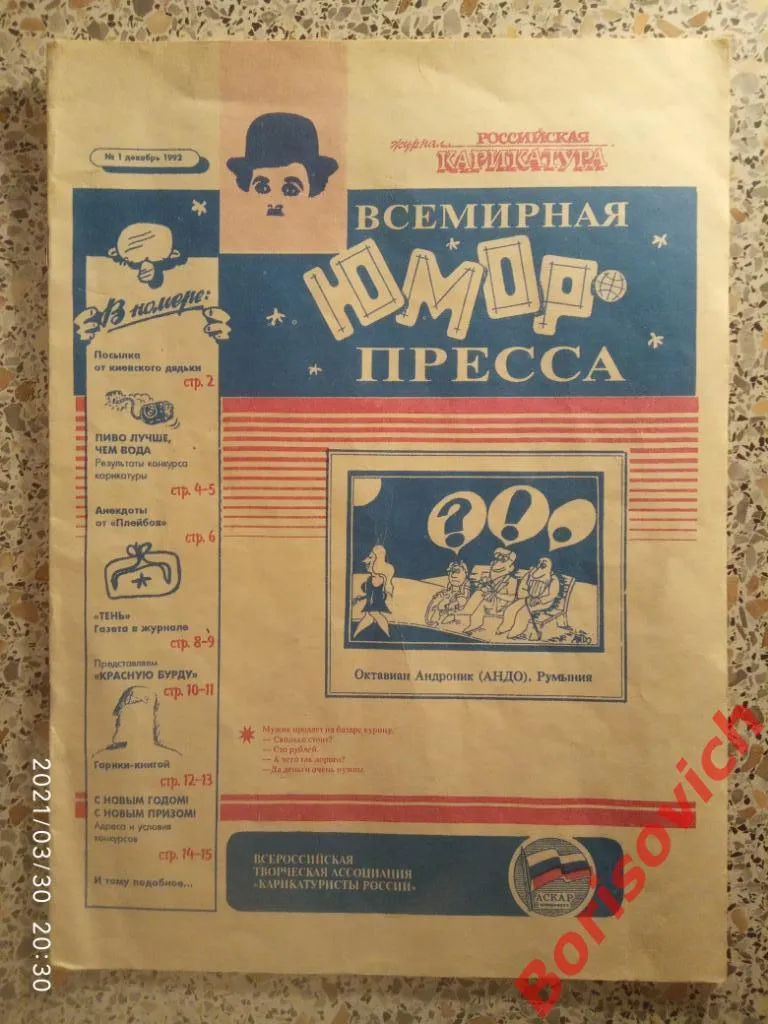 № 1 декабрь 1992
журнал...
РОССИЙСКАЯ
КАРИКАТУРА
ВСЕМИРНАЯ
ЮМОР
ПРЕССА
В номере:
Посылка
от киевского дядьки
стр. 2
ПИВО ЛУЧШЕ,
ЧЕМ ВОДА
Результаты конкурса
карикатуры
стр. 4-5
Анекдоты
от «Плейбоя»
стр. 6
«ТЕНЬ»
Газета в журнале
стр. 8-9
Представляем
«КРАСНУЮ БУРДУ»
стр. 10-11
Гарики-книгой
стр. 12-13
С НОВЫМ ГОДОМ!
С НОВЫМ ПРИЗОМ!
Адреса и условия
конкурсов
стр. 14-15
И тому подобное...
? ! ,
Октавиан Андроник (АНДО). Румыния
Мужик продает на базаре курицу.
— Сколько стоит?
— Сто рублей.
— А чего так дорого?
— Да деньги очень нужны.
ВСЕРОССИЙСКАЯ
ТВОРЧЕСКАЯ АССОЦИАЦИЯ
«КАРИКАТУРИСТЫ РОССИИ»
АСКАР
2021/03/30 20:30
Borisovich